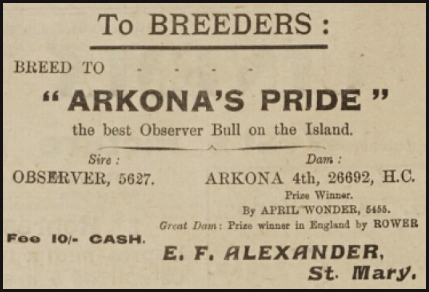 To BREEDERS:
BREED TO - - - -
"ARKONA'S PRIDE"
the best Observer Bull on the Island.
Sire: Dam:
OBSERVER, 5627. ARKONA 4th, 26692, H.C.
Prize Winner.
By APRIL WONDER, 5455.
Great Dam: Prize winner in England by ROWER
Fee 10/- CASH.
E. F. ALEXANDER,
St. Mary.